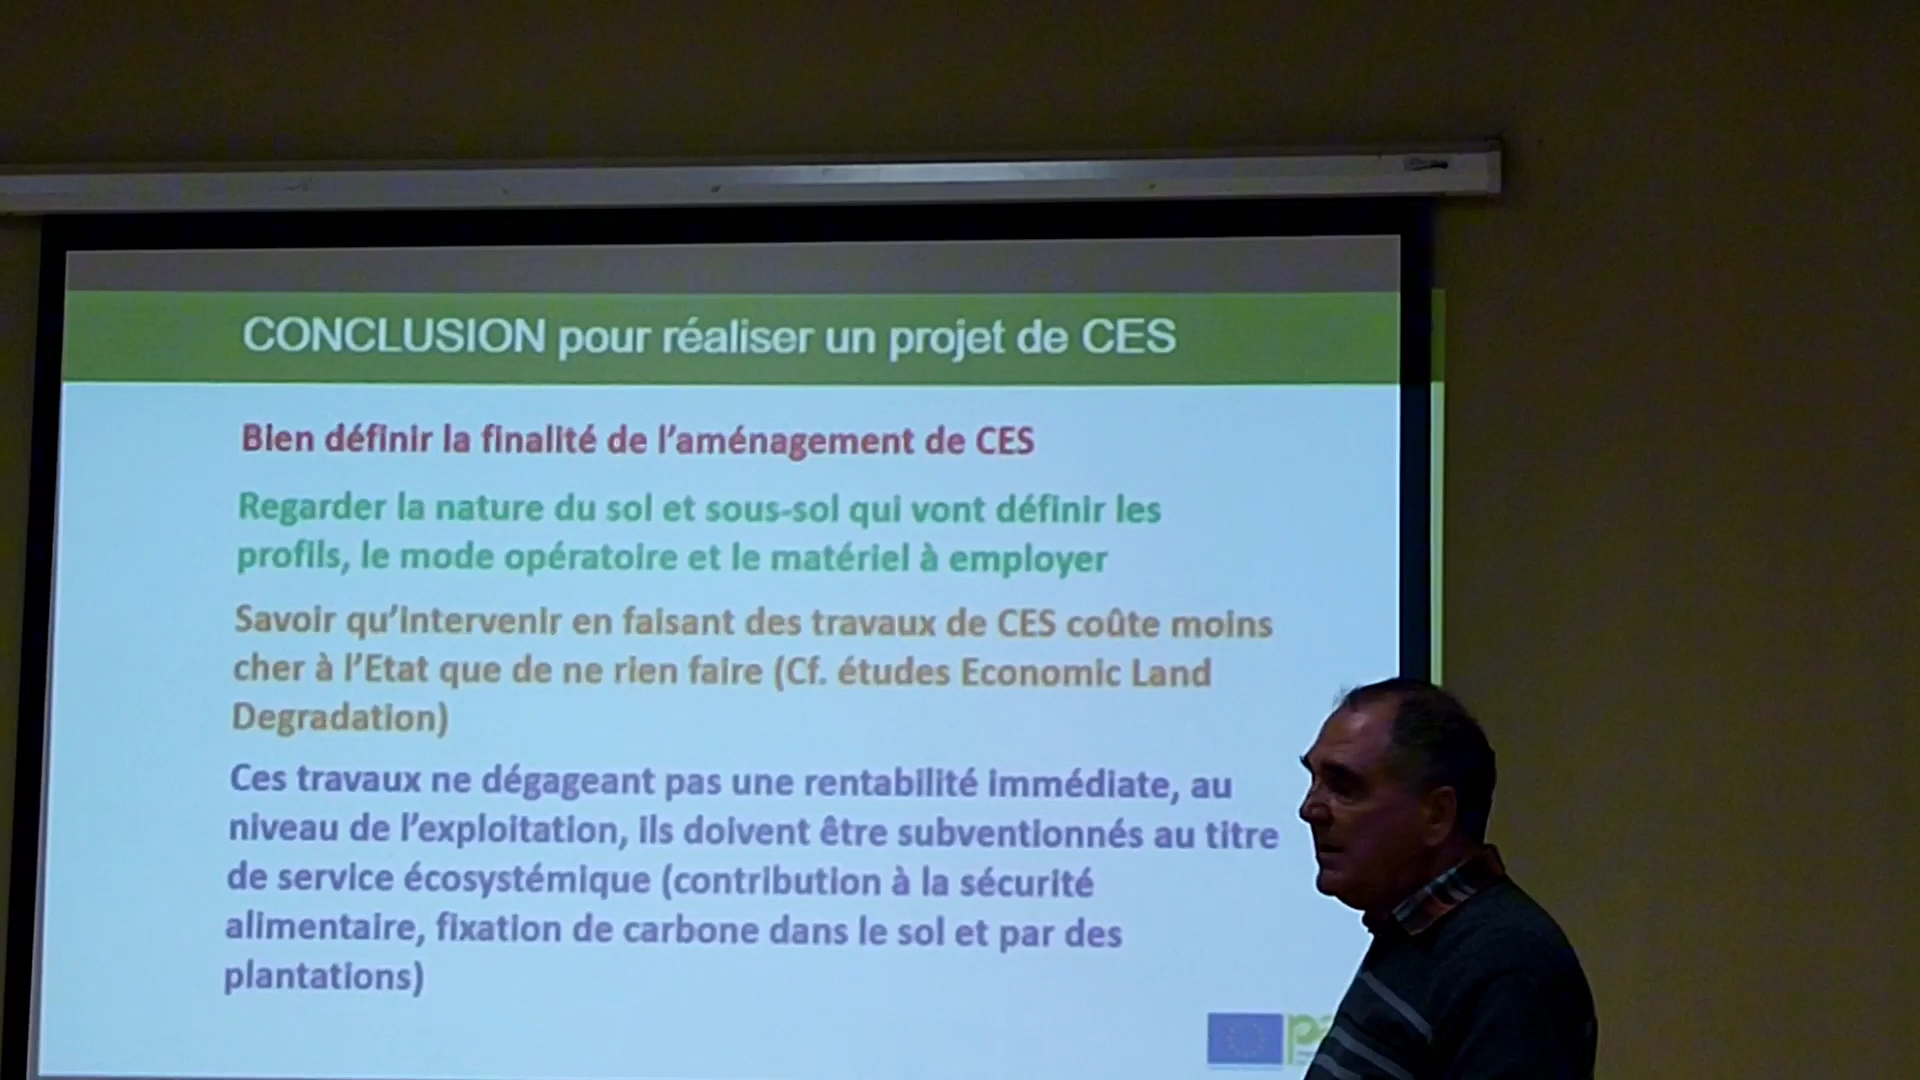 CONCLUSION pour réaliser un projet de CES
Bien définir la finalité de l'aménagement de CES
Regarder la nature du sol et sous-sol qui vont définir les
profils, le mode opératoire et le matériel à employer
Savoir qu'intervenir en faisant des travaux de CES coûte moins
cher à l'Etat que de ne rien faire (Cf. études Economic Land
Degradation)
Ces travaux ne dégageant pas une rentabilité immédiate, au
niveau de l'exploitation, ils doivent être subventionnés au titre
de service écosystémique (contribution à la sécurité
alimentaire, fixation de carbone dans le sol et par des
plantations)